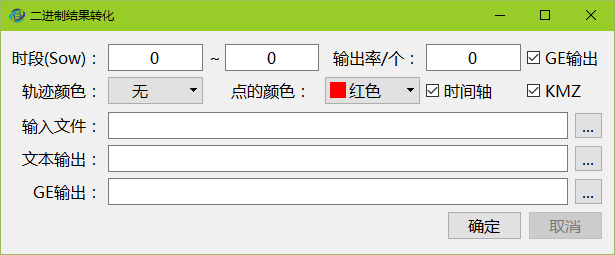 二进制结果转化
时段(Sow)： 0 ~ 0 输出率/个： 0 GE输出
轨迹颜色： 无 点的颜色： 红色 时间轴 KMZ
输入文件： ...
文本输出： ...
GE输出： ...
确定 取消